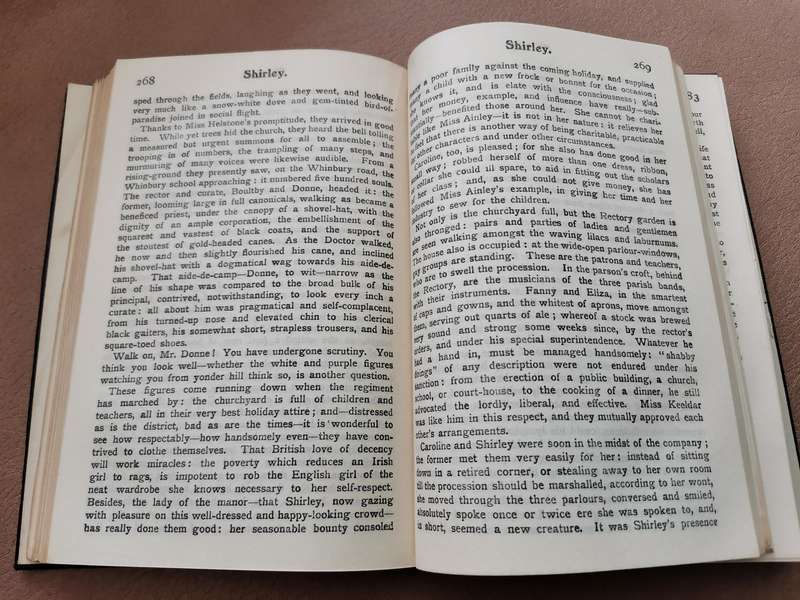 268
Shirley.
sped through the fields, laughing as they went, and looking
very much like a snow-white dove and gem-tinted bird-of-
paradise joined in social flight.
Thanks to Miss Helstone's promptitude, they arrived in good
time. While yet trees hid the church, they heard the bell tolling
a measured but urgent summons for all to assemble; the
trooping in of numbers, the trampling of many steps, and
murmuring of many voices were likewise audible. From a
rising ground they presently saw, on the Whinbury road, the
Whinbury school approaching: it numbered five hundred souls.
The rector and curate, Boultby and Donne, headed it: the
former, looming large in full canonicals, walking as became a
beneficed priest, under the canopy of a shovel-hat, with the
dignity of an ample corporation, the embellishment of the
squarest and vastest of black coats, and the support of
the stoutest of gold-headed canes. As the Doctor walked,
he now and then slightly flourished his cane, and inclined
his shovel-hat with a dogmatical wag towards his aide-de-
camp. That aide-de-camp—Donne, to wit—narrow as the
line of his shape was compared to the broad bulk of his
principal, contrived, notwithstanding, to look every inch a
curate: all about him was pragmatical and self-complacent,
from his turned-up nose and elevated chin to his clerical
black gaiters, his somewhat short, strapless trousers, and his
square-toed shoes.
Walk on, Mr. Donne! You have undergone scrutiny. You
think you look well—whether the white and purple figures
watching you from yonder hill think so, is another question.
These figures come running down when the regiment
has marched by: the churchyard is full of children and
teachers, all in their very best holiday attire; and—distressed
as is the district, bad as are the times—it is wonderful to
see how respectably—how handsomely even—they have con-
trived to clothe themselves. That British love of decency
will work miracles: the poverty which reduces an Irish
girl to rags, is impotent to rob the English girl of the
neat wardrobe she knows necessary to her self-respect.
Besides, the lady of the manor—that Shirley, now gazing
with pleasure on this well-dressed and happy-looking crowd—
has really done them good: her seasonable bounty consoled
Shirley.
269
a poor family against the coming holiday, and supplied
a child with a new frock or bonnet for the occasion;
knows it, and is elate with the consciousness; glad
her money, example, and influence have really—sub-
—benefited those around her. She cannot be chari-
like Miss Ainley—it is not in her nature: it relieves her
feel that there is another way of being charitable, practicable
other characters and under other circumstances.
Caroline, too, is pleased; for she also has done good in her
way; robbed herself of more than one dress, ribbon,
collar she could ill spare, to aid in fitting out the scholars
of her class; and, as she could not give money, she has
followed Miss Ainley's example, in giving her time and her
industry to sew for the children.
Not only is the churchyard full, but the Rectory garden is
also thronged: pairs and parties of ladies and gentlemen
are seen walking amongst the waving lilacs and laburnums.
The house also is occupied: at the wide-open parlour-windows,
gay groups are standing. These are the patrons and teachers,
who are to swell the procession. In the parson's croft, behind
the Rectory, are the musicians of the three parish bands,
with their instruments. Fanny and Eliza, in the smartest
of caps and gowns, and the whitest of aprons, move amongst
them, serving out quarts of ale; whereof a stock was brewed
very sound and strong some weeks since, by the rector's
orders, and under his special superintendence. Whatever he
had a hand in, must be managed handsomely: "shabby
things" of any description were not endured under his
sanction: from the erection of a public building, a church,
school, or court-house, to the cooking of a dinner, he still
advocated the lordly, liberal, and effective. Miss Keeldar
was like him in this respect, and they mutually approved each
other's arrangements.
Caroline and Shirley were soon in the midst of the company;
the former met them very easily for her: instead of sitting
down in a retired corner, or stealing away to her own room
till the procession should be marshalled, according to her wont,
she moved through the three parlours, conversed and smiled,
absolutely spoke once or twice ere she was spoken to, and,
in short, seemed a new creature. It was Shirley's presence
83